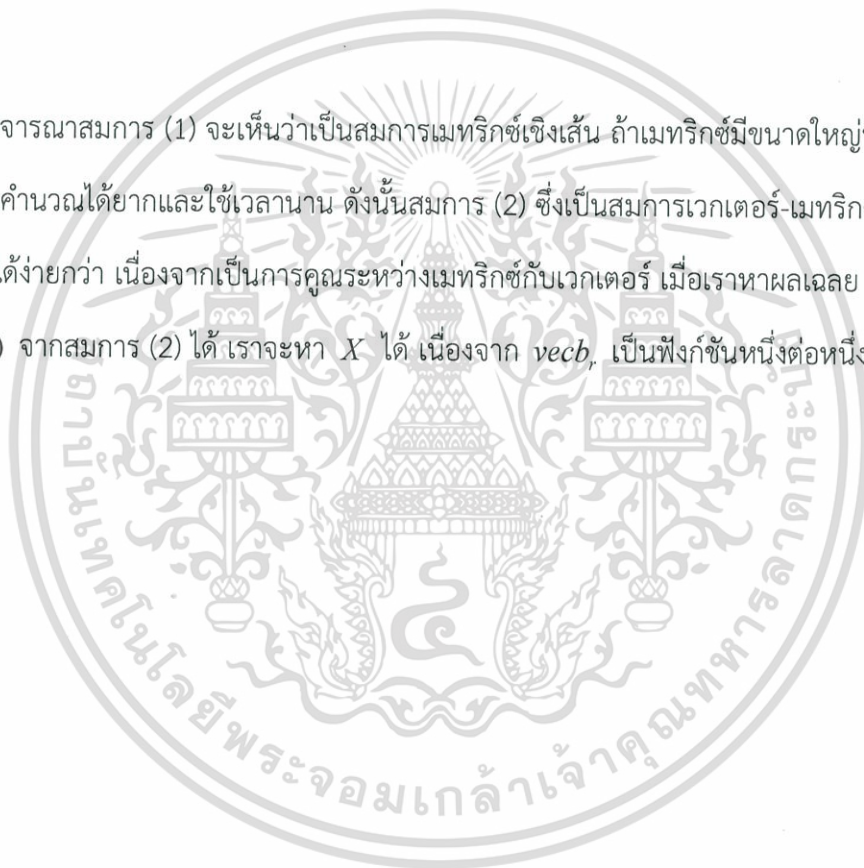 จารณาสมการ (1) จะเห็นว่าเป็นสมการเมทริกซ์เชิงเส้น ถ้าเมทริกซ์มีขนาดใหญ่
คำนวณได้ยากและใช้เวลานาน ดังนั้นสมการ (2) ซึ่งเป็นสมการเวกเตอร์-เมทริก
ด้ง่ายกว่า เนื่องจากเป็นการคูณระหว่างเมทริกซ์กับเวกเตอร์ เมื่อเราหาผลเฉลย
) จากสมการ (2) ได้ เราจะหา X ได้ เนื่องจาก vecb_r เป็นฟังก์ชันหนึ่งต่อหนึ่ง
สถาบันเทคโนโลยีพระจอมเกล้าเจ้าคุณทหารลาดกระบัง